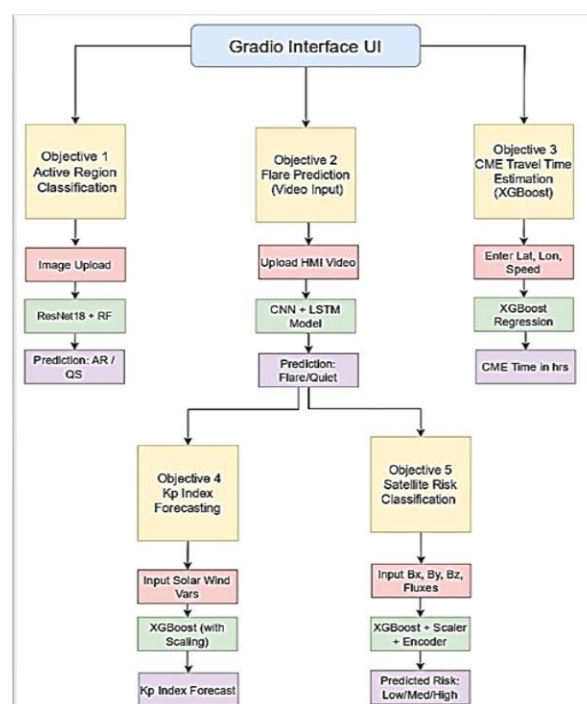 Gradio Interface UI
Objective 1
Active Region
Classification
Image Upload
ResNet18 + RF
Prediction: AR /
QS
Objective 2
Flare Prediction
(Video Input)
Upload HMI Video
CNN + LSTM
Model
Prediction:
Flare/Quiet
Objective 3
CME Travel Time
Estimation
(XGBoost)
Enter Lat, Lon,
Speed
XGBoost
Regression
CME Time in hrs
Objective 4
Kp Index
Forecasting
Input Solar Wind
Vars
XGBoost (with
Scaling)
Kp Index Forecast
Objective 5
Satellite Risk
Classification
Input Bx, By, Bz,
Fluxes
XGBoost + Scaler
+ Encoder
Predicted Risk:
Low/Med/High